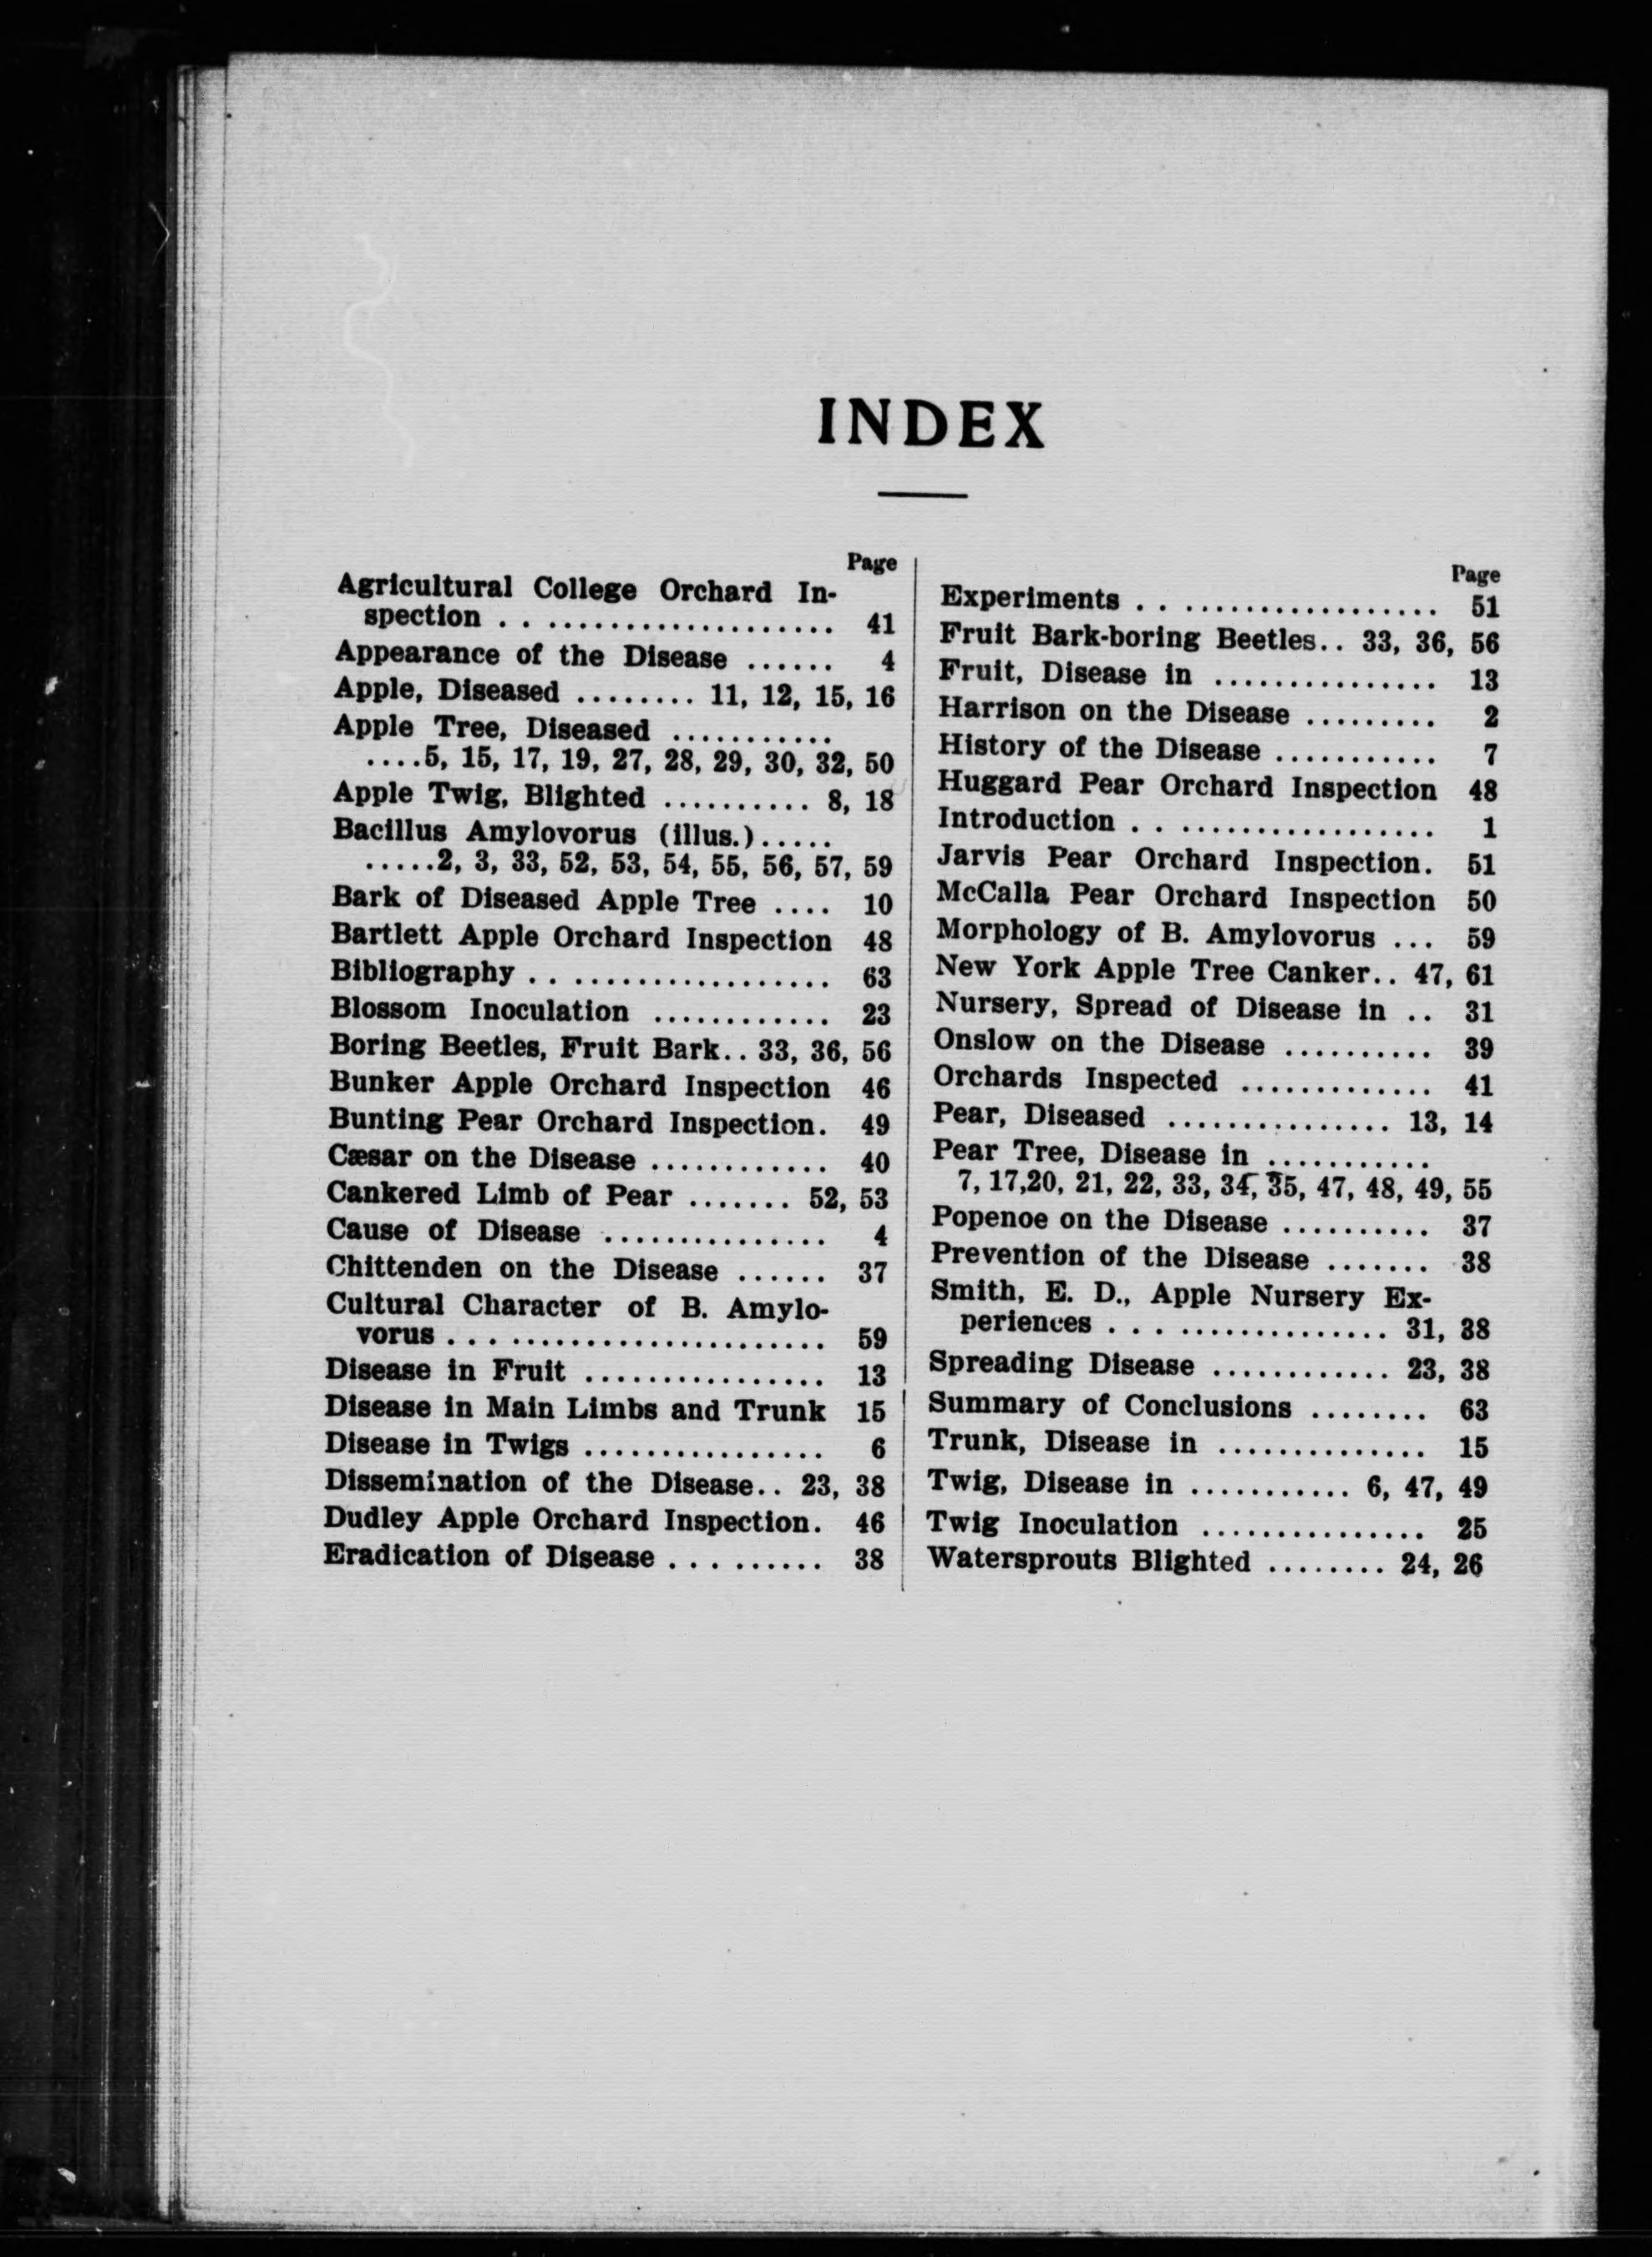 INDEX
Page
Agricultural College Orchard In-
spection . . .................... 41
Appearance of the Disease ...... 4
Apple, Diseased ........ 11, 12, 15, 16
Apple Tree, Diseased ...........
....5, 15, 17, 19, 27, 28, 29, 30, 32, 50
Apple Twig, Blighted .......... 8, 18
Bacillus Amylovorus (illus.).....
.....2, 3, 33, 52, 53, 54, 55, 56, 57, 59
Bark of Diseased Apple Tree .... 10
Bartlett Apple Orchard Inspection 48
Bibliography . . .................. 63
Blossom Inoculation ............ 23
Boring Beetles, Fruit Bark.. 33, 36, 56
Bunker Apple Orchard Inspection 46
Bunting Pear Orchard Inspection. 49
Cæsar on the Disease ............ 40
Cankered Limb of Pear ....... 52, 53
Cause of Disease ............... 4
Chittenden on the Disease ...... 37
Cultural Character of B. Amylo-
vorus . . . ...................... 59
Disease in Fruit ................ 13
Disease in Main Limbs and Trunk 15
Disease in Twigs ................ 6
Dissemination of the Disease.. 23, 38
Dudley Apple Orchard Inspection. 46
Eradication of Disease . . ....... 38
Page
Experiments . . ................. 51
Fruit Bark-boring Beetles.. 33, 36, 56
Fruit, Disease in ............... 13
Harrison on the Disease ......... 2
History of the Disease ........... 7
Huggard Pear Orchard Inspection 48
Introduction . . ................. 1
Jarvis Pear Orchard Inspection. 51
McCalla Pear Orchard Inspection 50
Morphology of B. Amylovorus ... 59
New York Apple Tree Canker.. 47, 61
Nursery, Spread of Disease in .. 31
Onslow on the Disease .......... 39
Orchards Inspected ............. 41
Pear, Diseased ............... 13, 14
Pear Tree, Disease in ...........
7, 17,20, 21, 22, 33, 34, 35, 47, 48, 49, 55
Popenoe on the Disease .......... 37
Prevention of the Disease ....... 38
Smith, E. D., Apple Nursery Ex-
periences . . . .............. 31, 38
Spreading Disease ............ 23, 38
Summary of Conclusions ........ 63
Trunk, Disease in .............. 15
Twig, Disease in ........... 6, 47, 49
Twig Inoculation ............... 25
Watersprouts Blighted ........ 24, 26